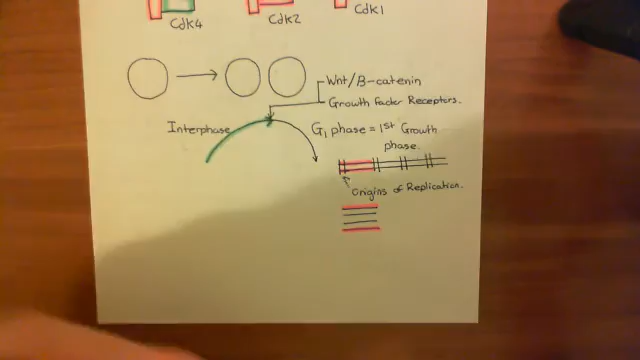 Cdk4
Cdk2
Cdk1
Wnt/B-catenin
Growth Factor Receptors.
Interphase
G1 phase = 1st Growth
phase.
Origins of Replication.